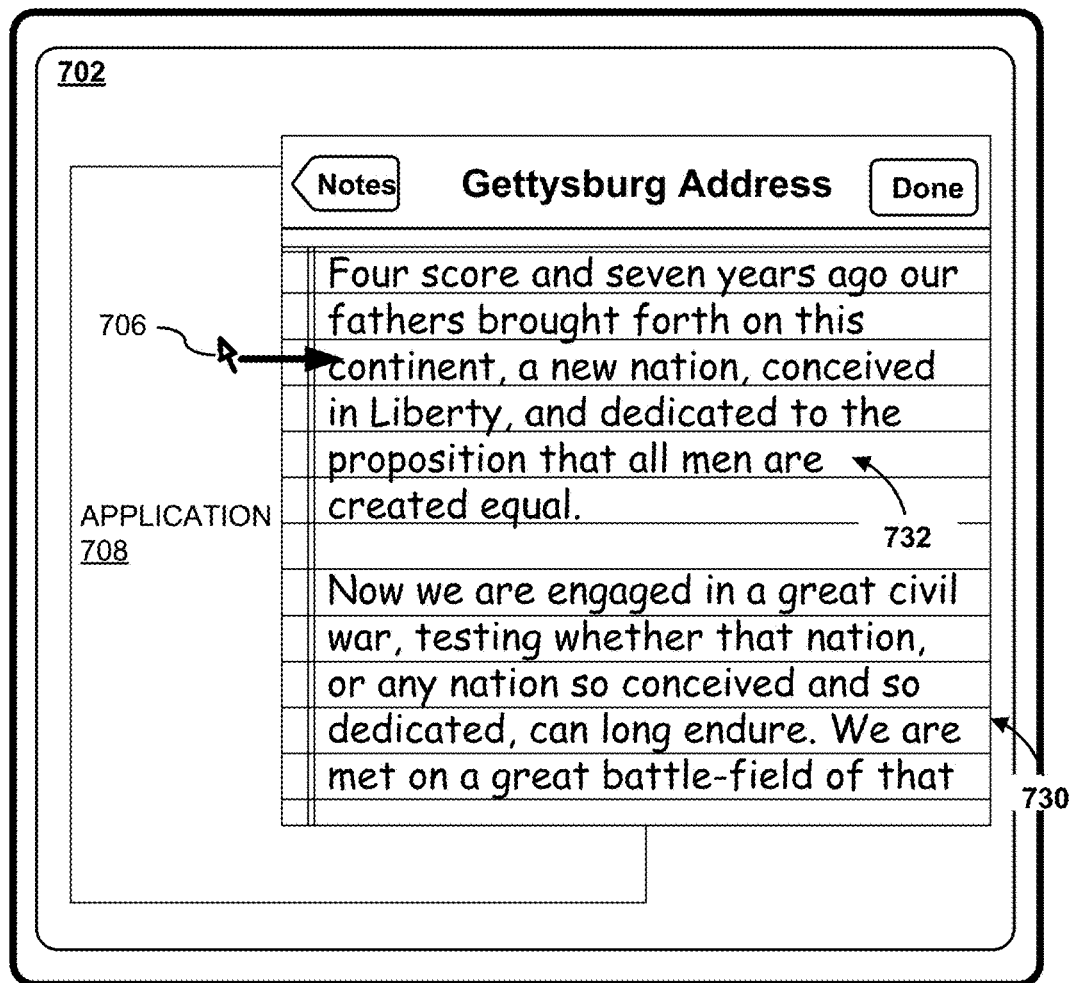 702
Notes
Gettysburg Address
Done
Four score and seven years ago our
fathers brought forth on this
706
continent, a new nation, conceived
in Liberty, and dedicated to the
proposition that all men are
created equal.
APPLICATION
708
732
Now we are engaged in a great civil
war, testing whether that nation,
or any nation so conceived and so
dedicated, can long endure. We are
met on a great battle-field of that
730